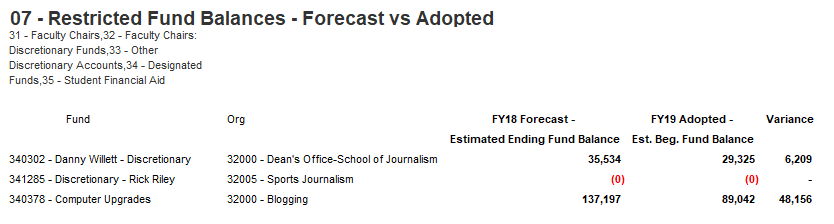 07 - Restricted Fund Balances - Forecast vs Adopted
31 - Faculty Chairs,32 - Faculty Chairs:
Discretionary Funds,33 - Other
Discretionary Accounts,34 - Designated
Funds,35 - Student Financial Aid
Fund Org FY18 Forecast - FY19 Adopted - Variance
Estimated Ending Fund Balance Est. Beg. Fund Balance
340302 - Danny Willett - Discretionary 32000 - Dean's Office-School of Journalism 35,534 29,325 6,209
341285 - Discretionary - Rick Riley 32005 - Sports Journalism (0) (0) -
340378 - Computer Upgrades 32000 - Blogging 137,197 89,042 48,156